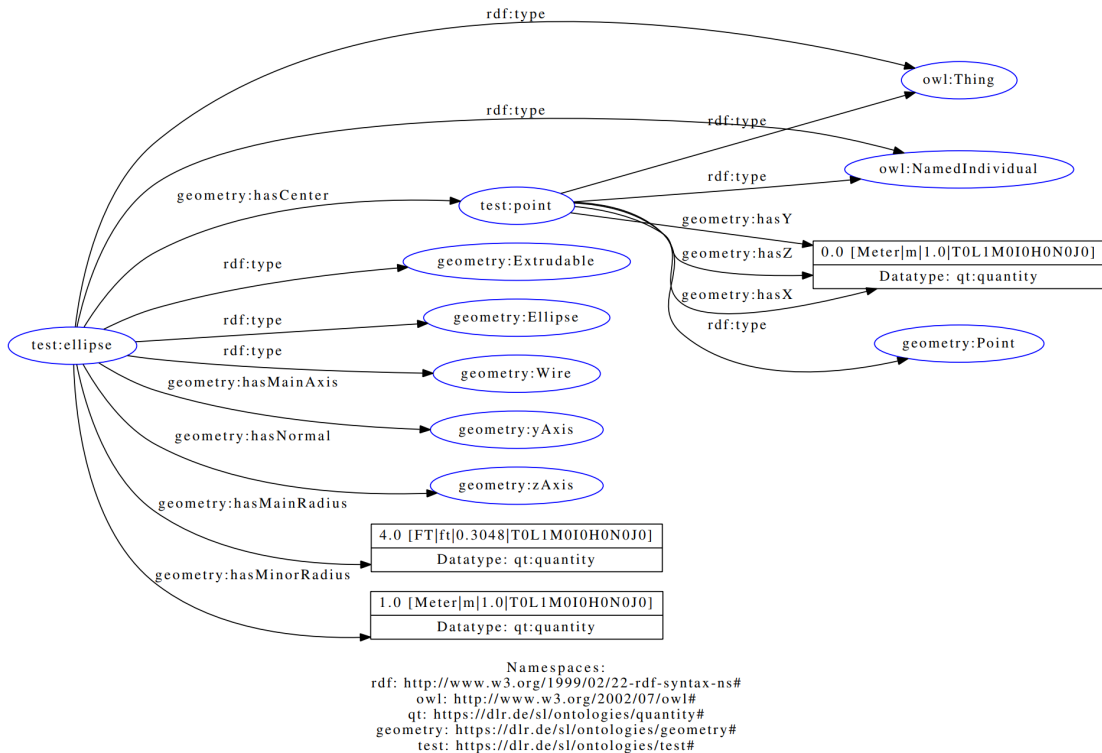 rdf:type
owl:Thing
rdf:type
rdf:type
owl:NamedIndividual
rdf:type
geometry:hasCenter
test:point
geometry:hasY
geometry:hasZ
0.0 [Meter|m|1.0|T0L1M0I0H0N0J0]
Datatype: qt:quantity
geometry:Extrudable
rdf:type
geometry:hasX
rdf:type
geometry:Ellipse
rdf:type
geometry:Point
test:ellipse
rdf:type
geometry:Wire
geometry:hasMainAxis
geometry:yAxis
geometry:hasNormal
geometry:zAxis
geometry:hasMainRadius
4.0 [FT|ft|0.3048|T0L1M0I0H0N0J0]
Datatype: qt:quantity
geometry:hasMinorRadius
1.0 [Meter|m|1.0|T0L1M0I0H0N0J0]
Datatype: qt:quantity
Namespaces:
rdf: http://www.w3.org/1999/02/22-rdf-syntax-ns#
owl: http://www.w3.org/2002/07/owl#
qt: https://dlr.de/sl/ontologies/quantity#
geometry: https://dlr.de/sl/ontologies/geometry#
test: https://dlr.de/sl/ontologies/test#